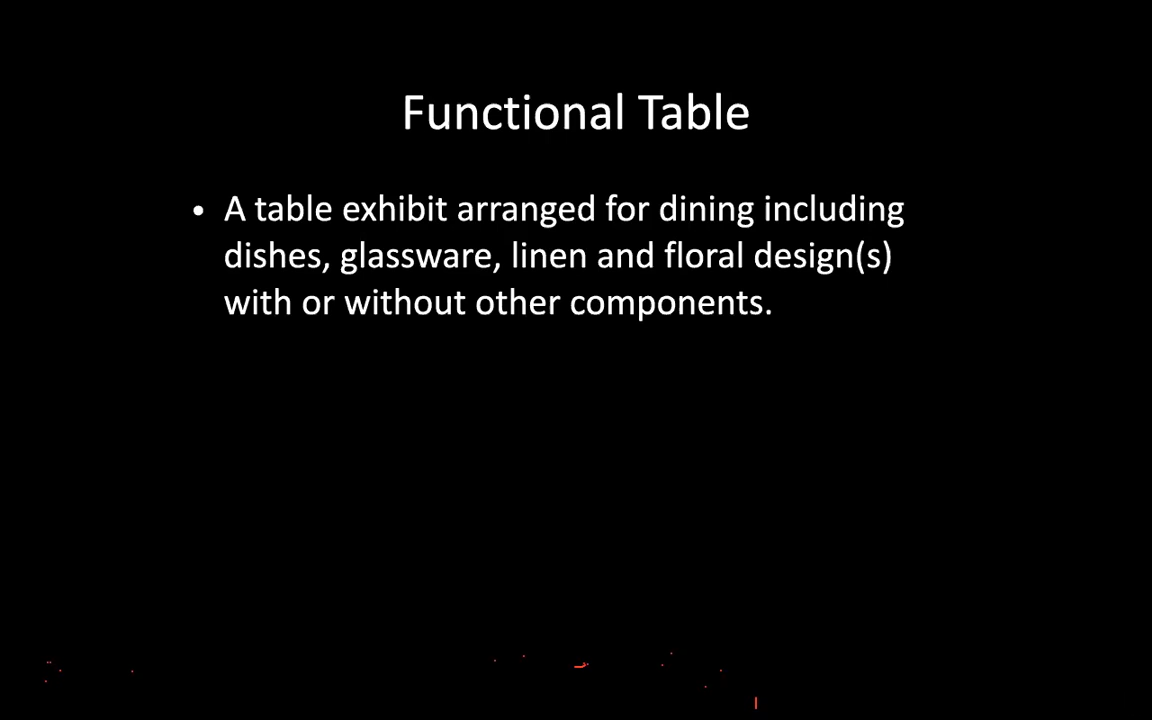 Functional Table
• A table exhibit arranged for dining including
dishes, glassware, linen and floral design(s)
with or without other components.